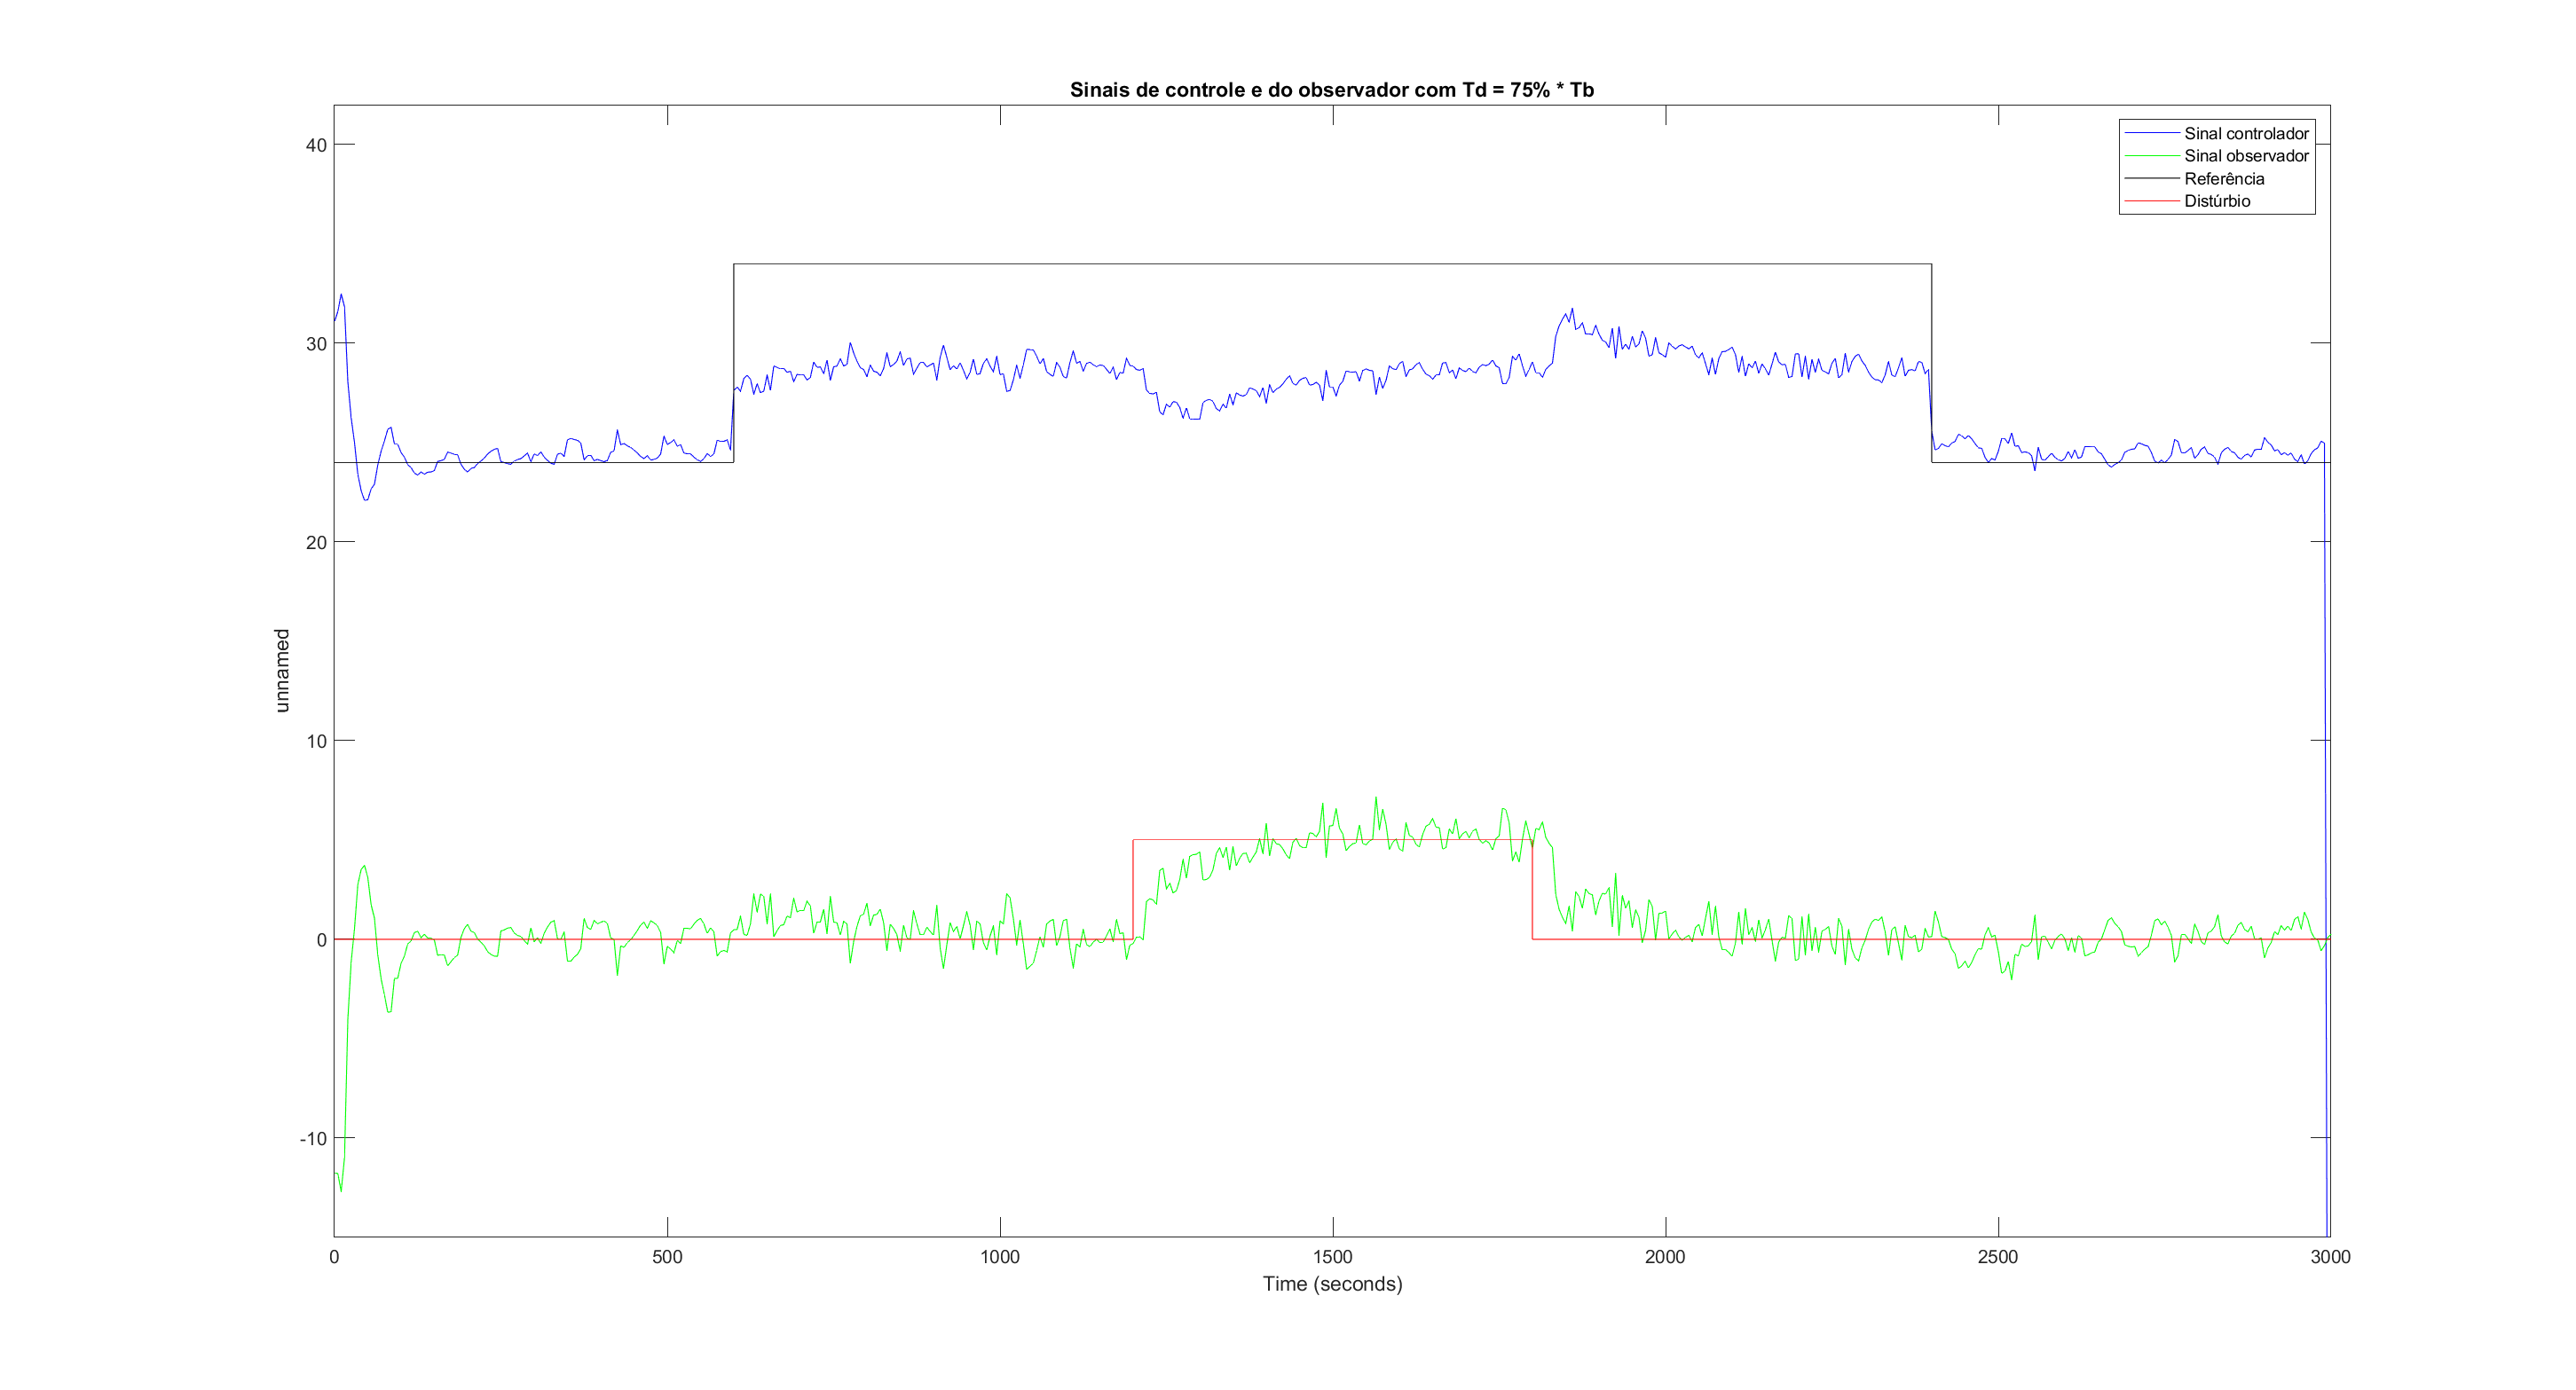 Sinais de controle e do observador com Td = 75% * Tb
Sinal controlador
Sinal observador
Referência
Distúrbio
40
30
20
10
0
-10
unnamed
0 500 1000 1500 2000 2500 3000
Time (seconds)